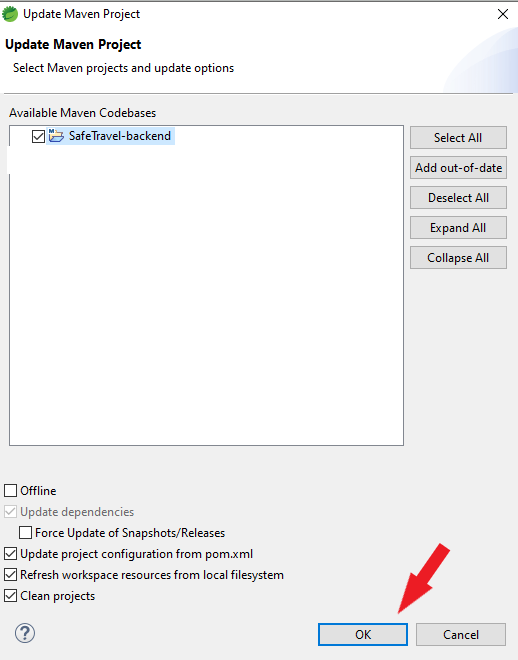 Update Maven Project
Update Maven Project
Select Maven projects and update options
Available Maven Codebases
SafeTravel-backend
Select All
Add out-of-date
Deselect All
Expand All
Collapse All
Offline
Update dependencies
Force Update of Snapshots/Releases
Update project configuration from pom.xml
Refresh workspace resources from local filesystem
Clean projects
?
OK Cancel